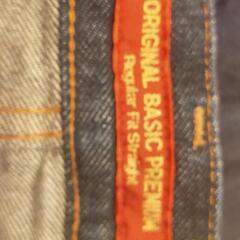 ORIGINAL BASIC PREMIUM
Regular Fit Straight